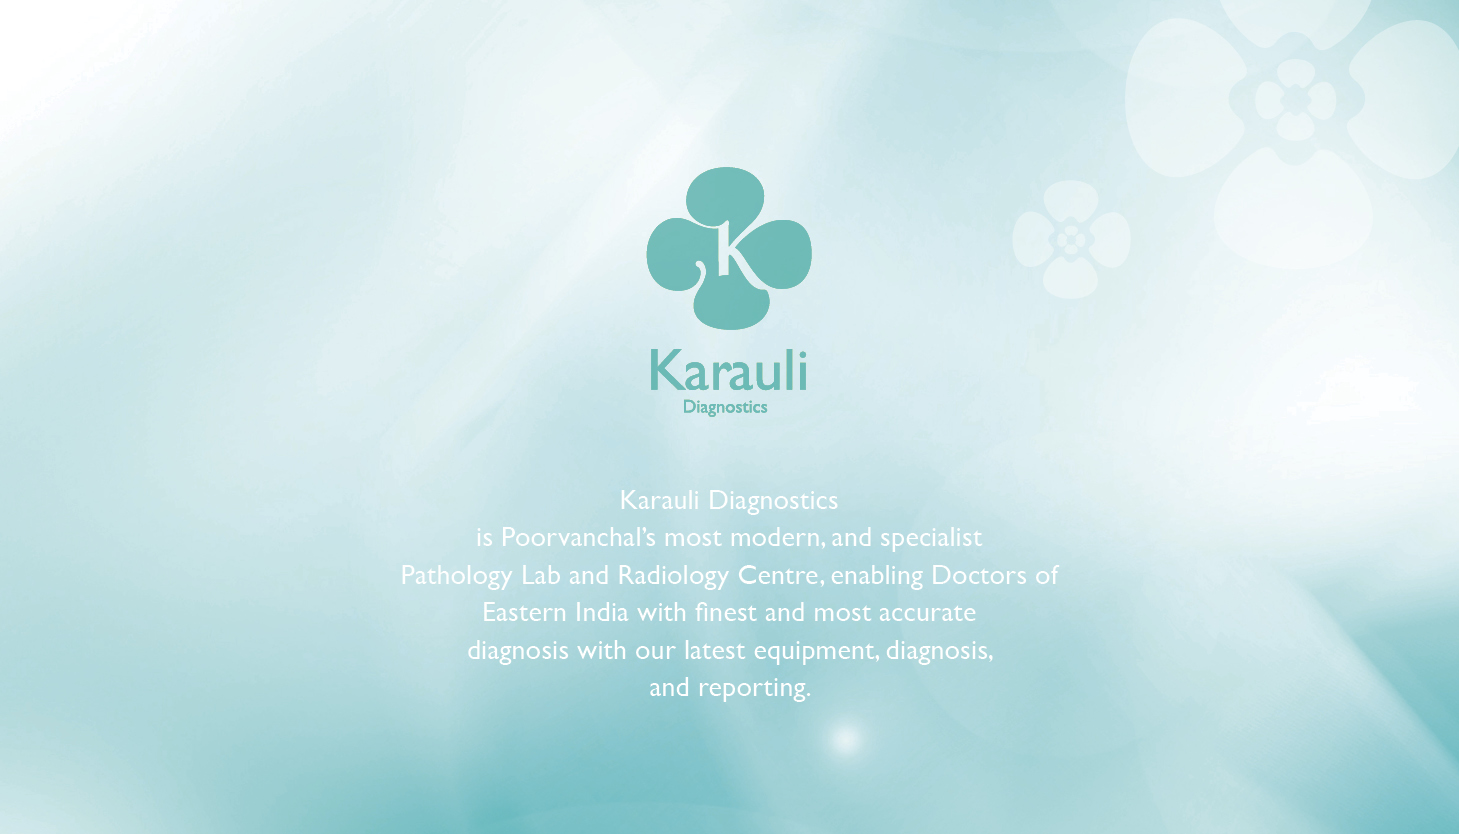 K
Karauli
Diagnostics
Karauli Diagnostics
is Poorvanchal’s most modern, and specialist
Pathology Lab and Radiology Centre, enabling Doctors of
Eastern India with finest and most accurate
diagnosis with our latest equipment, diagnosis,
and reporting.